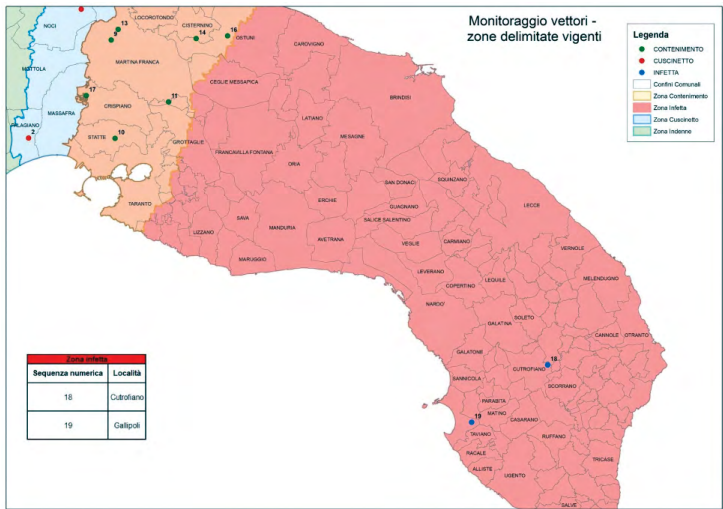 Monitoraggio vettori -
zone delimitate vigenti
Legenda
CONTENIMENTO
CUSCINETTO
INFETTA
Confini Comunali
Zona Contenimento
Zona Infetta
Zona Cuscinetto
Zona Indenne
NOCI
LOCOROTONDO
13
9
CISTERNINO
14
16
OSTUNI
CAROVIGNO
MOTTOLA
MARTINA FRANCA
CEGLIE MESSAPICA
BRINDISI
17
11
CRISPIANO
MASSAFRA
LATIANO
MESAGNE
PALAGIANO
2
STATTE
10
GROTTAGLIE
FRANCAVILLA FONTANA
ORIA
SAN DONACI
SQUINZANO
TARANTO
ERCHIE
GUAGNANO
LECCE
LIZZANO
SAVA
MANDURIA
SALICE SALENTINO
AVETRANA
VEGLIE
CARMIANO
VERNOLE
MARUGGIO
LEVERANO
COPERTINO
LEQUILE
MELENDUGNO
NARDO'
GALATINA
SOLETO
CANNOLE
OTRANTO
GALATONE
18
CUTROFIANO
SANNICOLA
SCORRANO
PARABITA
19
MATINO
CASARANO
TAVIANO
RUFFANO
RACALE
ALLISTE
UGENTO
TRICASE
SALVE
Zona infetta
Sequenza numerica Località
18 Cutrofiano
19 Gallipoli